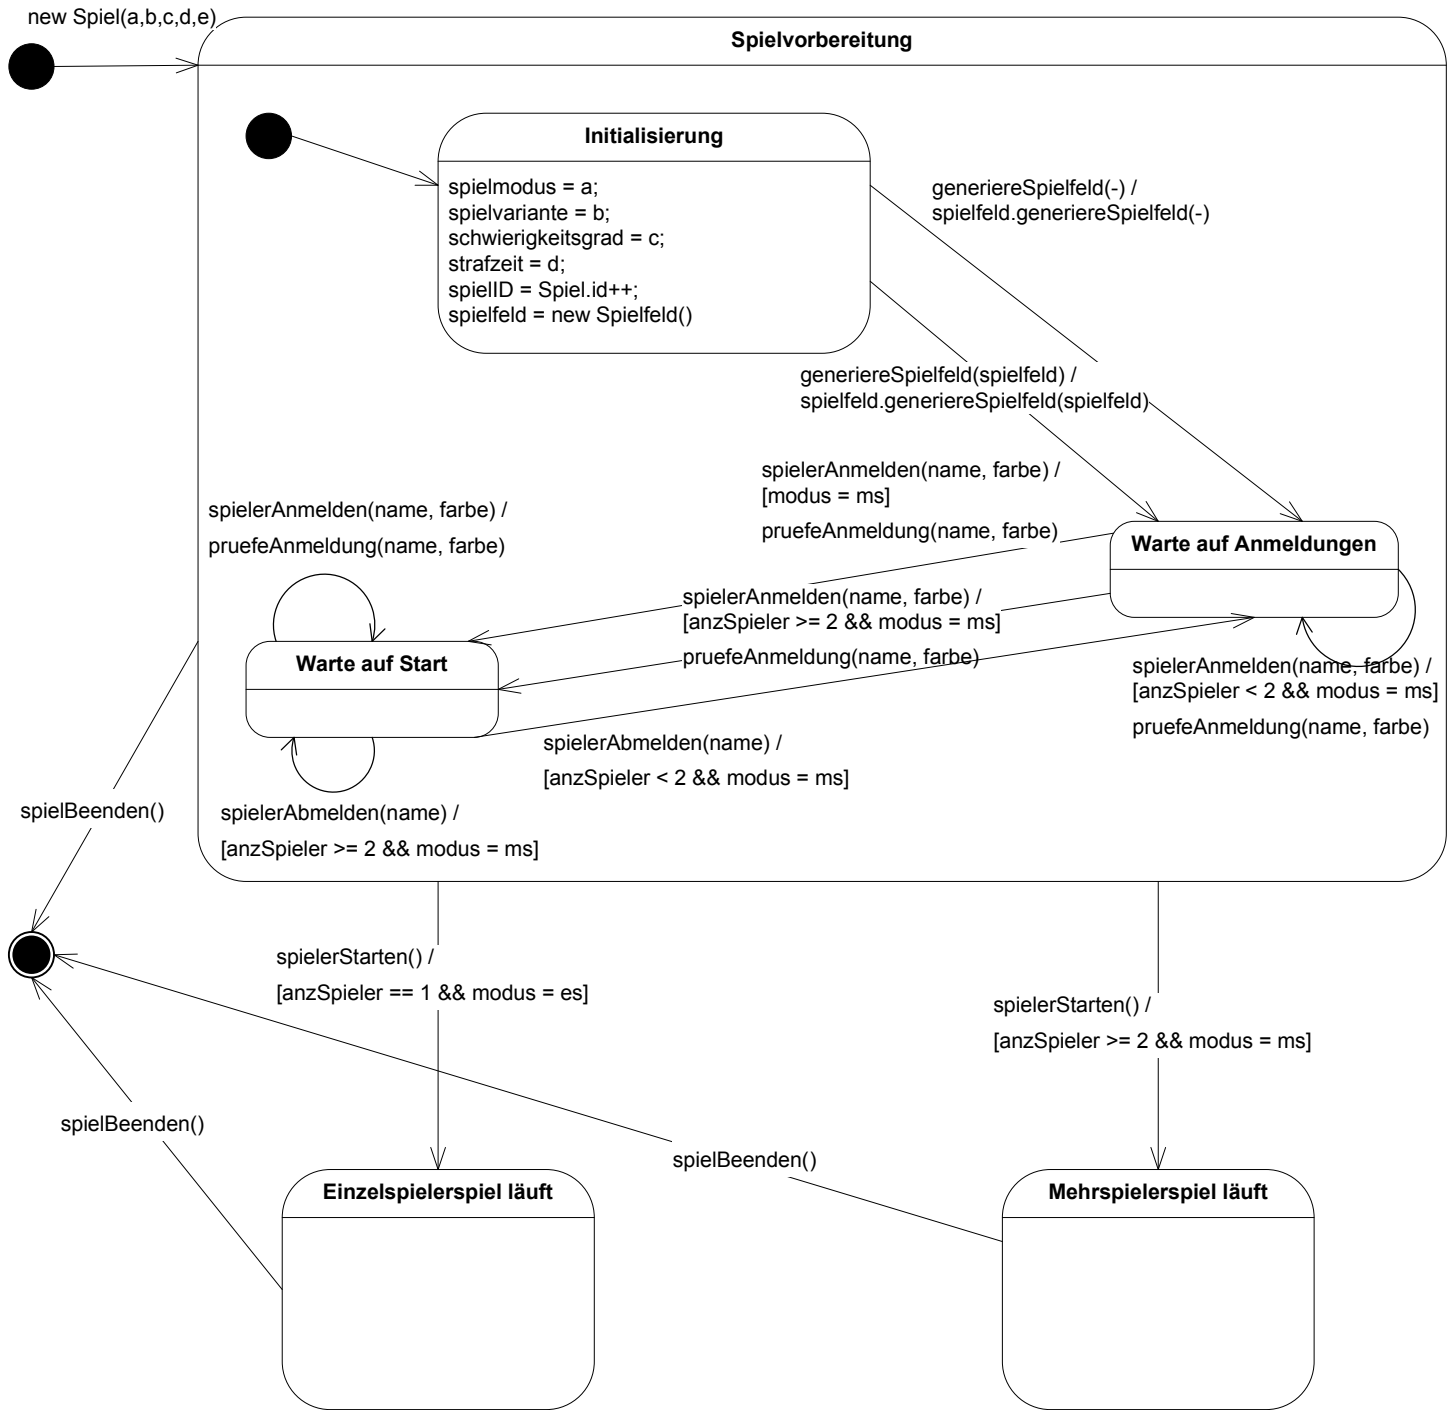 new Spiel(a,b,c,d,e)
Spielvorbereitung
Initialisierung
spielmodus = a;
spielvariante = b;
schwierigkeitsgrad = c;
strafzeit = d;
spielID = Spiel.id++;
spielfeld = new Spielfeld()
generiereSpielfeld(-) /
spielfeld.generiereSpielfeld(-)
generiereSpielfeld(spielfeld) /
spielfeld.generiereSpielfeld(spielfeld)
spielerAnmelden(name, farbe) /
[modus = ms]
pruefeAnmeldung(name, farbe)
spielerAnmelden(name, farbe) /
pruefeAnmeldung(name, farbe)
Warte auf Anmeldungen
spielerAnmelden(name, farbe) /
[anzSpieler >= 2 && modus = ms]
pruefeAnmeldung(name, farbe)
Warte auf Start
spielerAnmelden(name, farbe) /
[anzSpieler < 2 && modus = ms]
pruefeAnmeldung(name, farbe)
spielerAbmelden(name) /
[anzSpieler < 2 && modus = ms]
spielBeenden()
spielerAbmelden(name) /
[anzSpieler >= 2 && modus = ms]
spielerStarten() /
[anzSpieler == 1 && modus = es]
spielerStarten() /
[anzSpieler >= 2 && modus = ms]
spielBeenden()
spielBeenden()
Einzelspielerspiel läuft
Mehrspielerspiel läuft